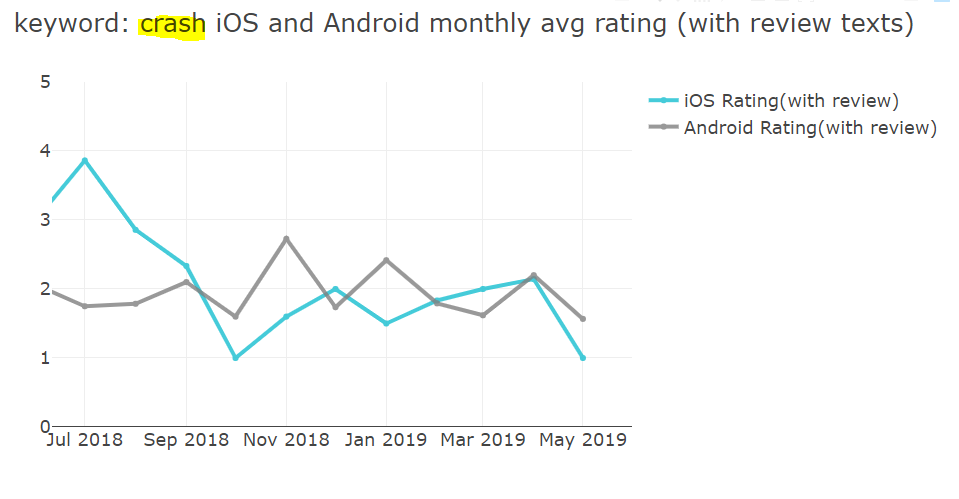 keyword: crash iOS and Android monthly avg rating (with review texts)
5
4
3
2
1
0
Jul 2018 Sep 2018 Nov 2018 Jan 2019 Mar 2019 May 2019
iOS Rating(with review)
Android Rating(with review)